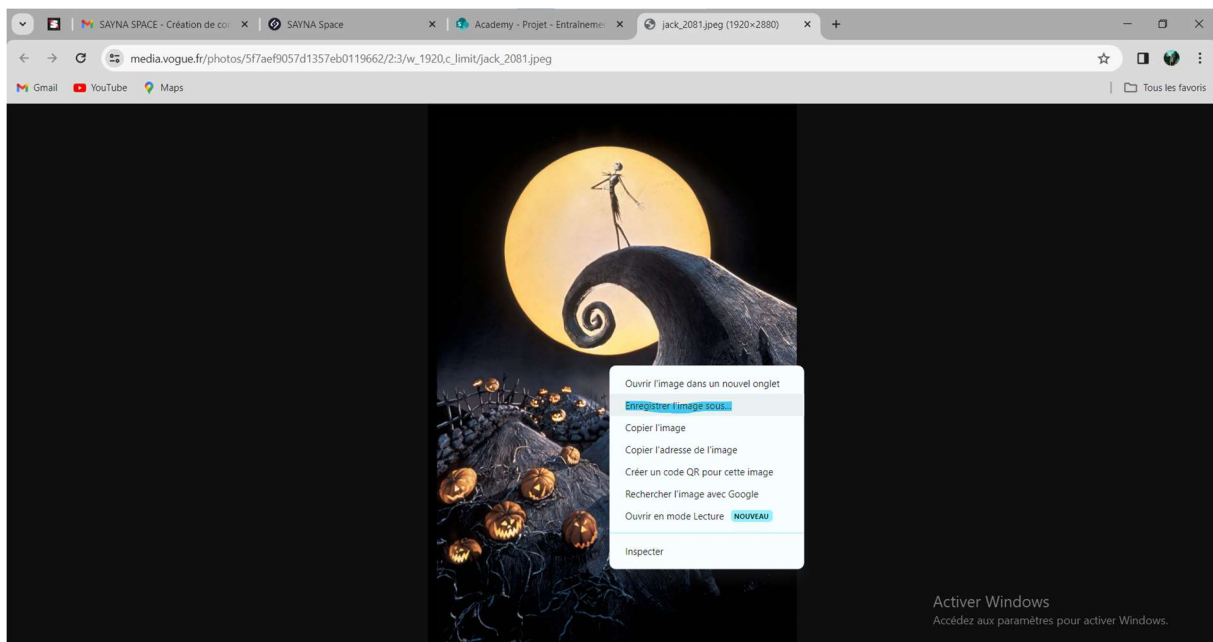 SAYNA SPACE - Création de con
SAYNA Space
Academy - Projet - Entraînemen
jack_2081.jpeg (1920×2880)
media.vogue.fr/photos/5f7aef9057d1357eb0119662/2:3/w_1920,c_limit/jack_2081.jpeg
Gmail
YouTube
Maps
Tous les favoris
Ouvrir l'image dans un nouvel onglet
Enregistrer l'image sous...
Copier l'image
Copier l'adresse de l'image
Créer un code QR pour cette image
Rechercher l'image avec Google
Ouvrir en mode Lecture NOUVEAU
Inspecter
Activer Windows
Accédez aux paramètres pour activer Windows.